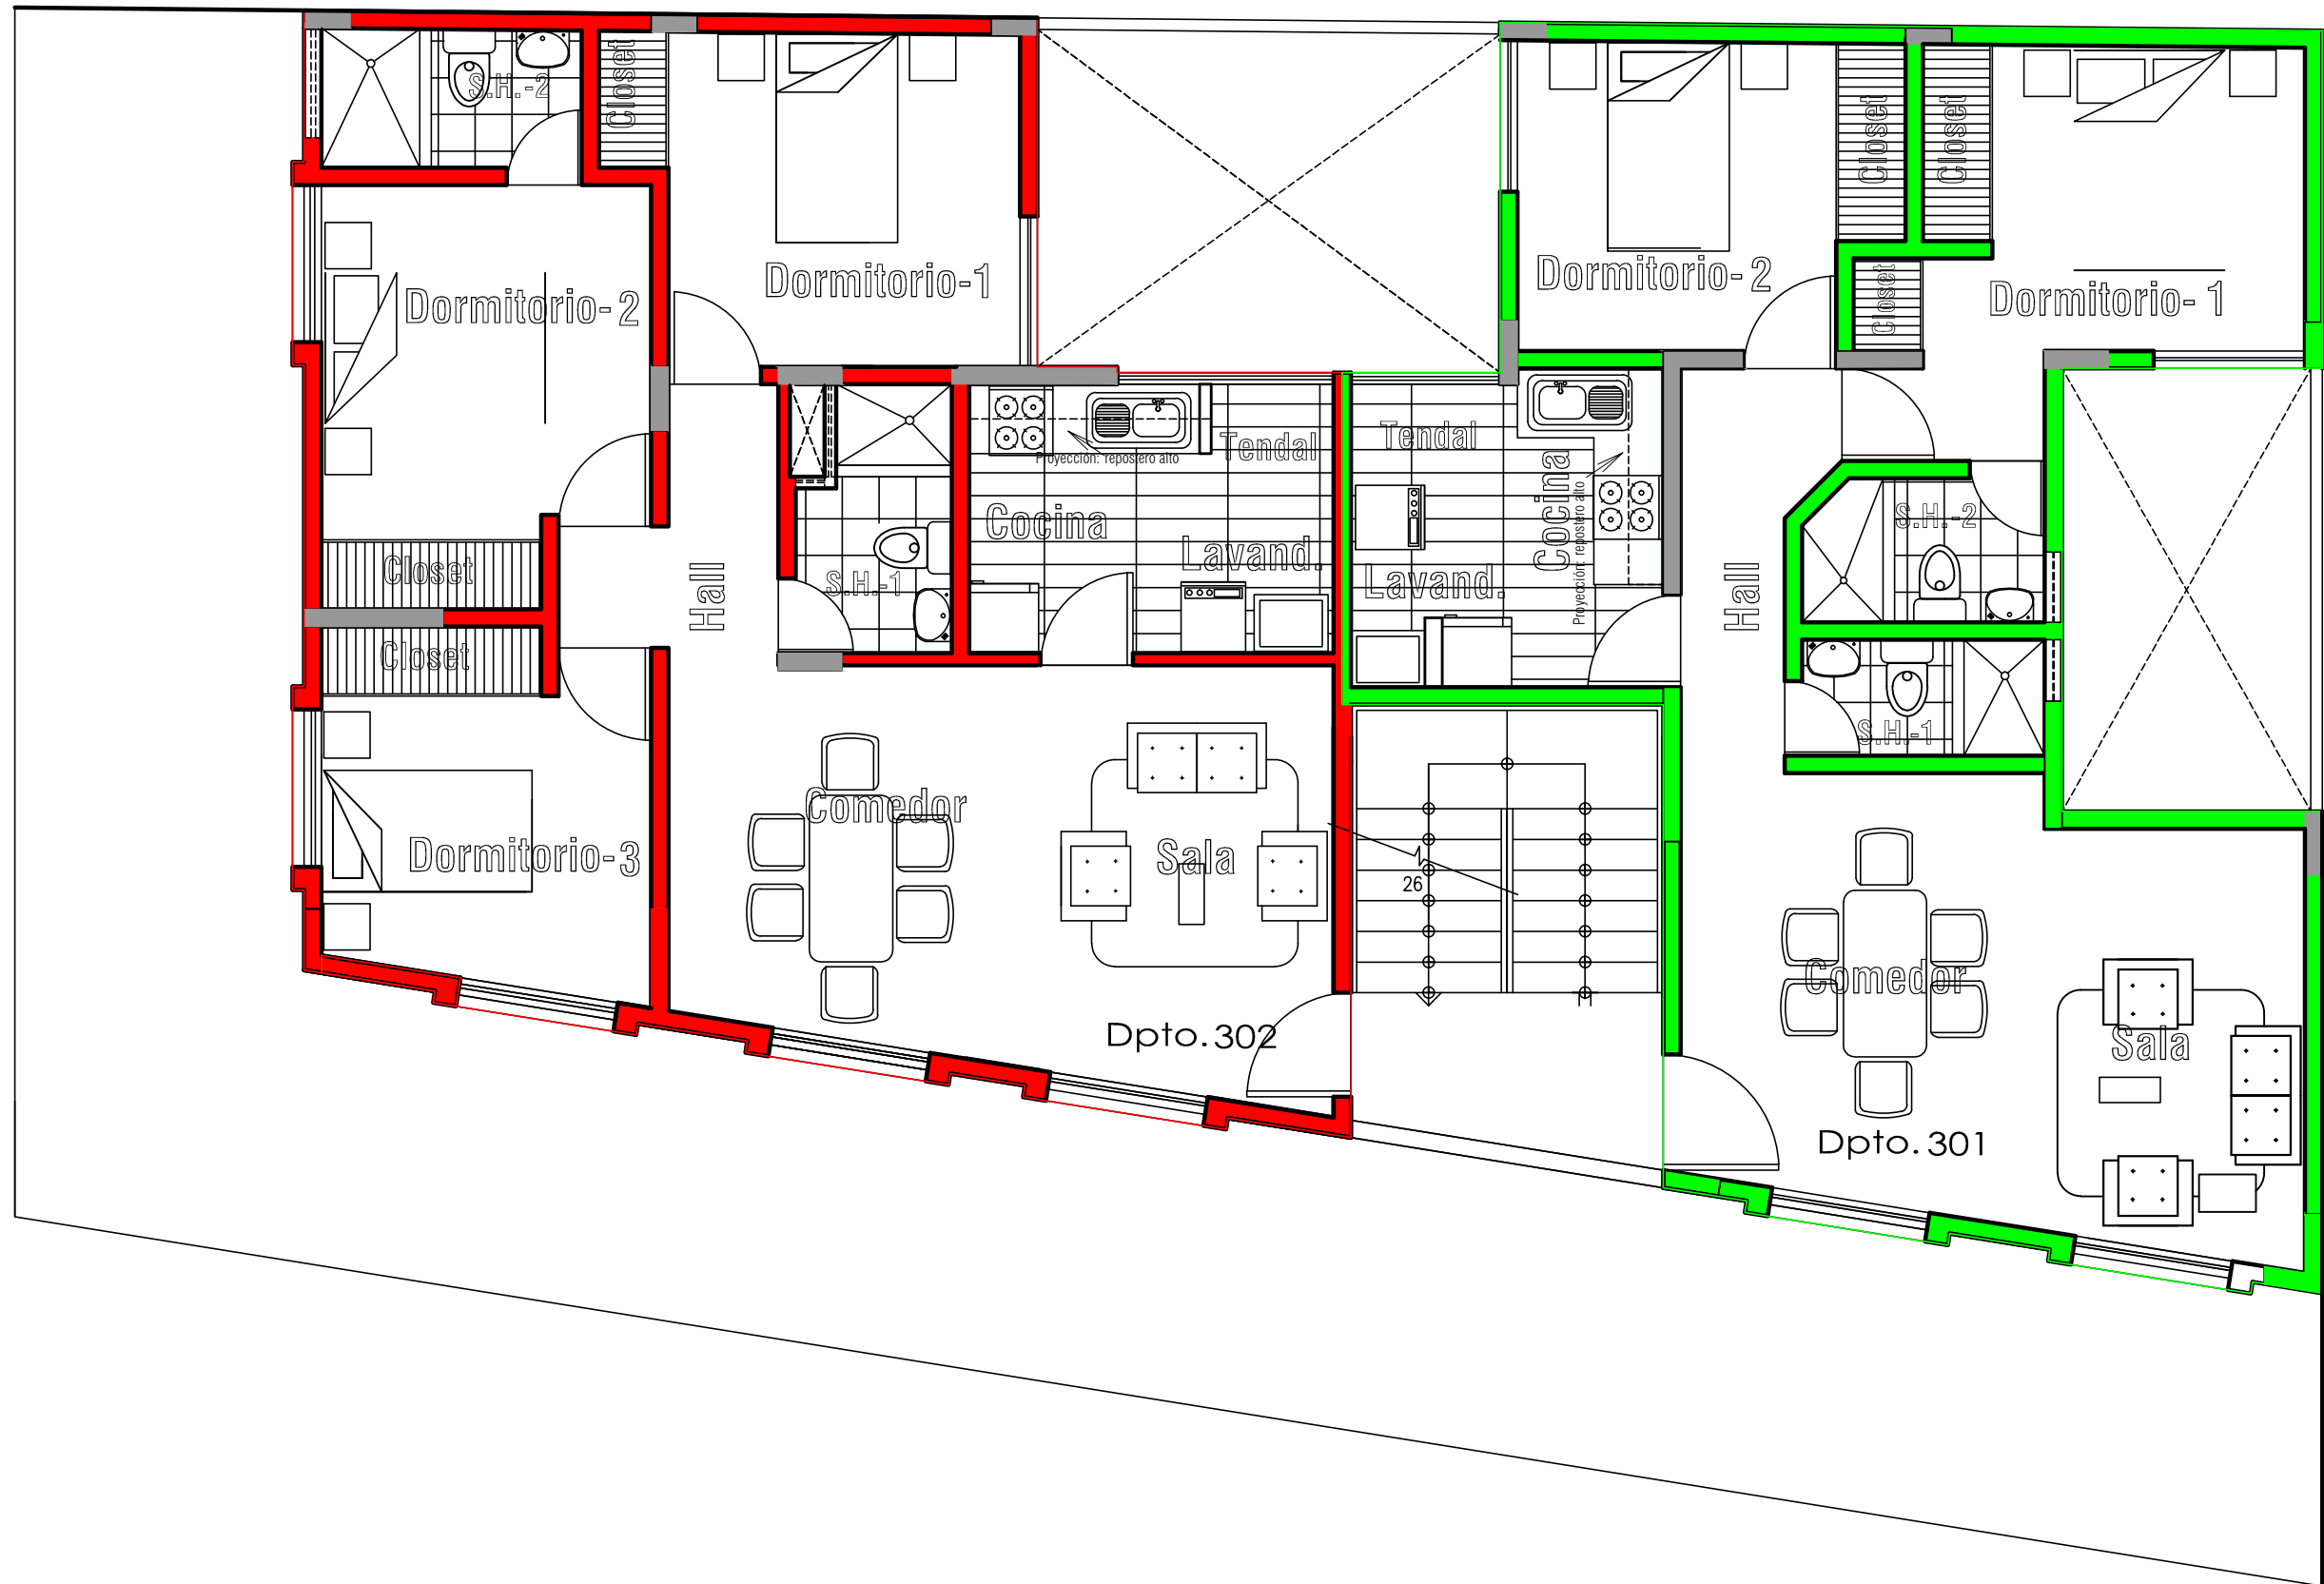 S.H.-2
Closet
Dormitorio-1
Dormitorio-2
Closet
Closet
Dormitorio-3
Hall
S.H.-1
Cocina
Proyección: repostero alto
Tendal
Lavand.
Comedor
Sala
Dpto. 302
26
Dormitorio-2
Closet
Closet
Closet
Dormitorio-1
Tendal
Cocina
Proyección: repostero alto
Lavand.
Hall
S.H.-2
S.H.-1
Comedor
Sala
Dpto. 301